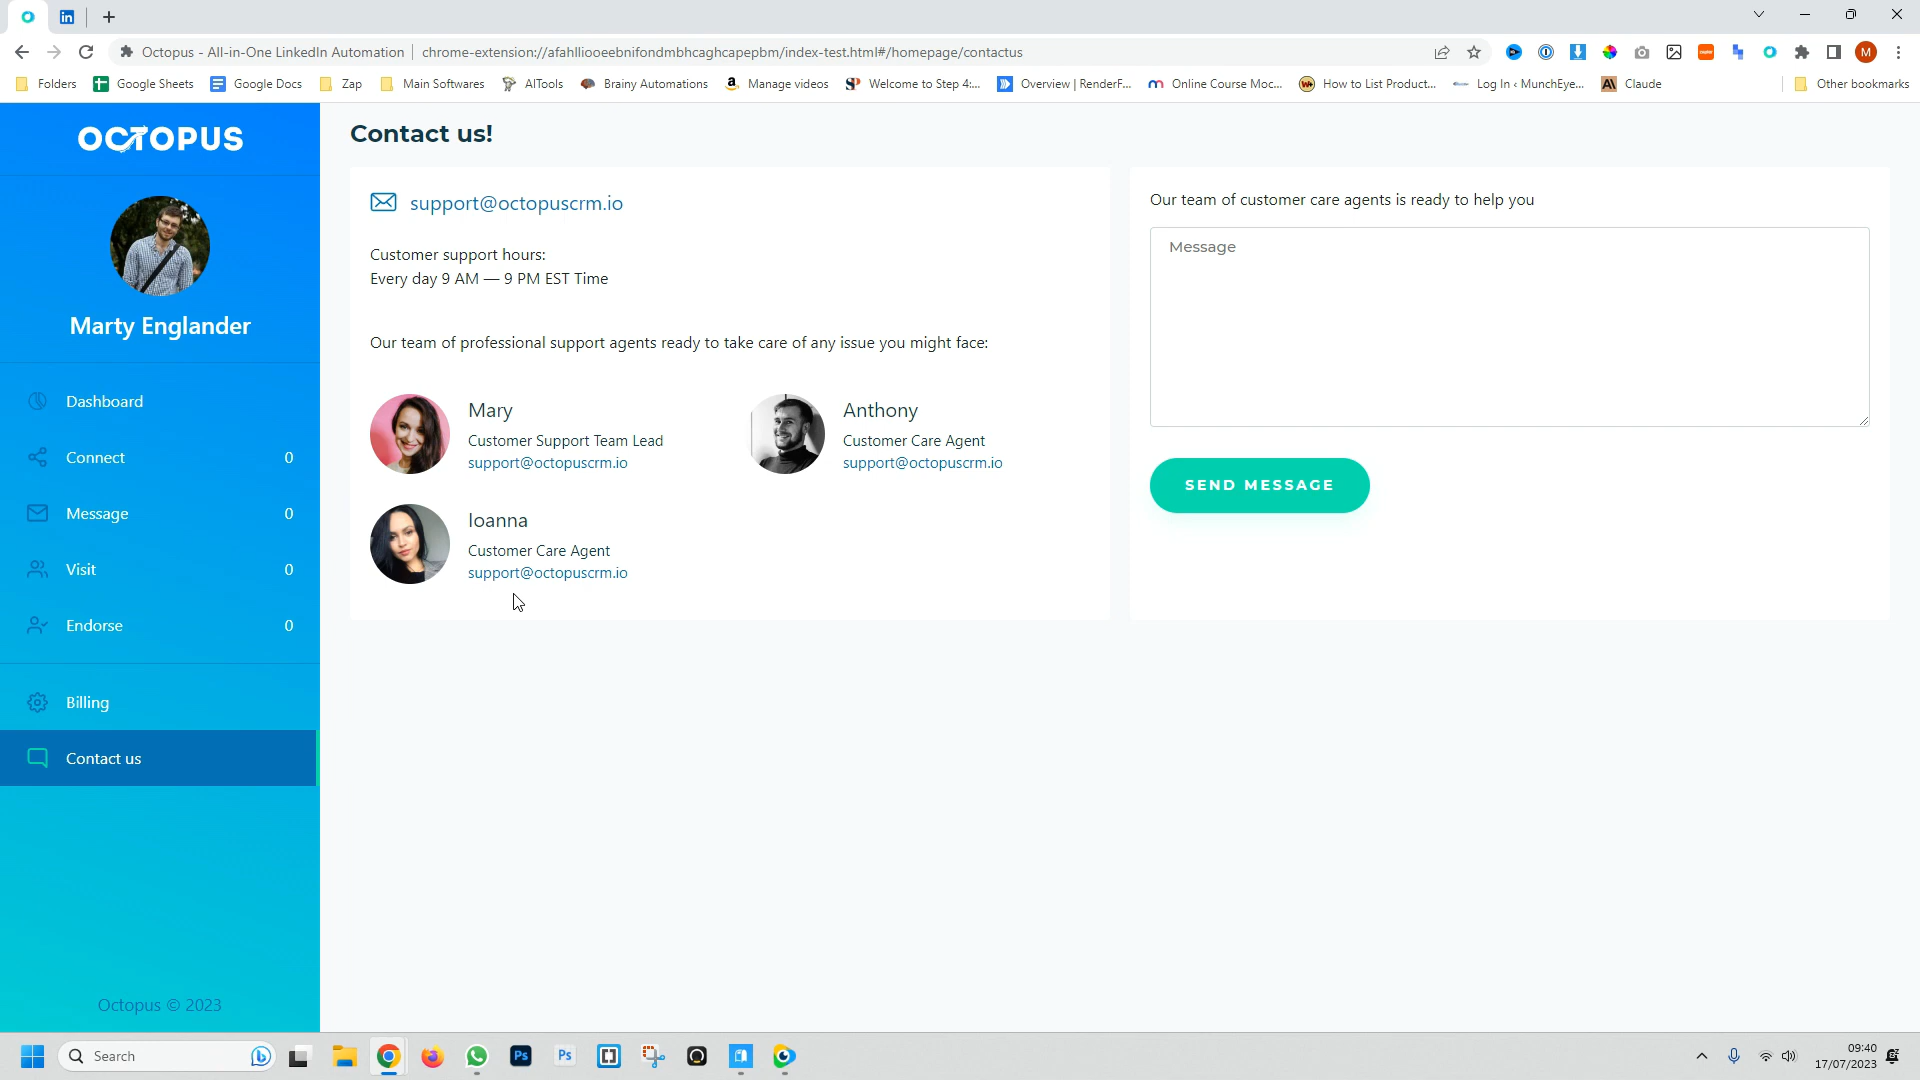 Octopus - All-in-One LinkedIn Automation | chrome-extension://afahlliooeebnifondmbhcaghcapepbm/index-test.html#/homepage/contactus
M
Folders
Google Sheets
Google Docs
Zap
Main Softwares
AITools
Brainy Automations
Manage videos
Welcome to Step 4:...
Overview | RenderF...
Online Course Moc...
How to List Product...
Log In ‹ MunchEye...
Claude
Other bookmarks
OCTOPUS
Marty Englander
Dashboard
Connect 0
Message 0
Visit 0
Endorse 0
Billing
Contact us
Octopus © 2023
Contact us!
support@octopuscrm.io
Customer support hours:
Every day 9 AM — 9 PM EST Time
Our team of professional support agents ready to take care of any issue you might face:
Mary
Customer Support Team Lead
support@octopuscrm.io
Anthony
Customer Care Agent
support@octopuscrm.io
Ioanna
Customer Care Agent
support@octopuscrm.io
Our team of customer care agents is ready to help you
Message
SEND MESSAGE
Search
Ps
Ps
09:40
17/07/2023